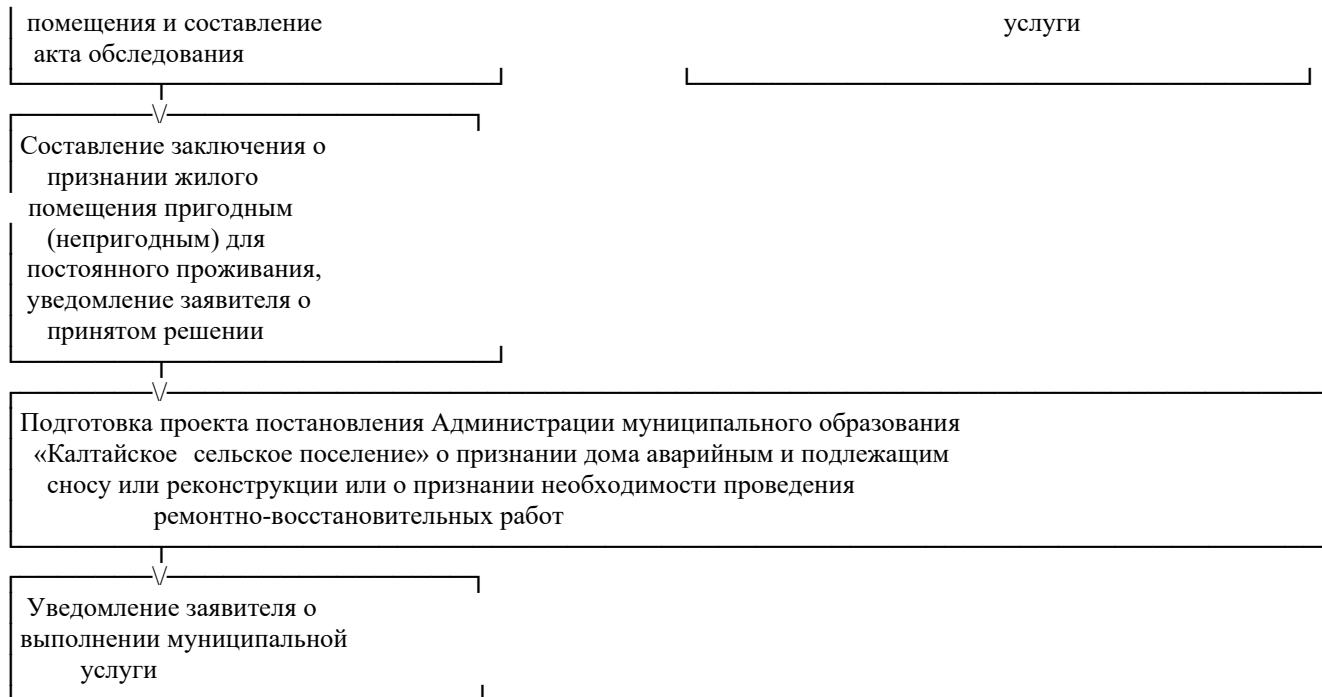 помещения и составление
акта обследования
услуги
Составление заключения о
признании жилого
помещения пригодным
(непригодным) для
постоянного проживания,
уведомление заявителя о
принятом решении
Подготовка проекта постановления Администрации муниципального образования
«Калтайское сельское поселение» о признании дома аварийным и подлежащим
сносу или реконструкции или о признании необходимости проведения
ремонтно-восстановительных работ
Уведомление заявителя о
выполнении муниципальной
услуги